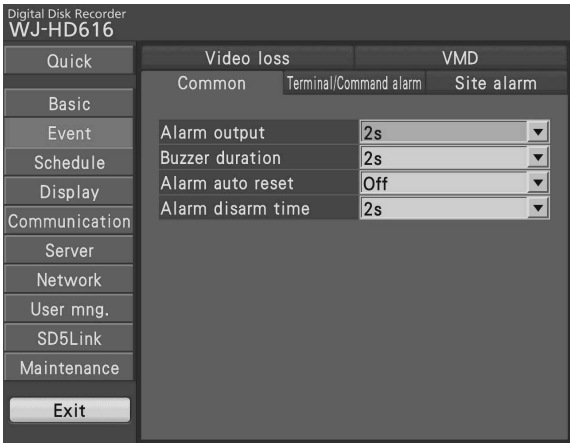 Digital Disk Recorder
WJ-HD616
Quick
Basic
Event
Schedule
Display
Communication
Server
Network
User mng.
SD5Link
Maintenance
Exit
Video loss
VMD
Common
Terminal/Command alarm
Site alarm
Alarm output 2s
Buzzer duration 2s
Alarm auto reset Off
Alarm disarm time 2s